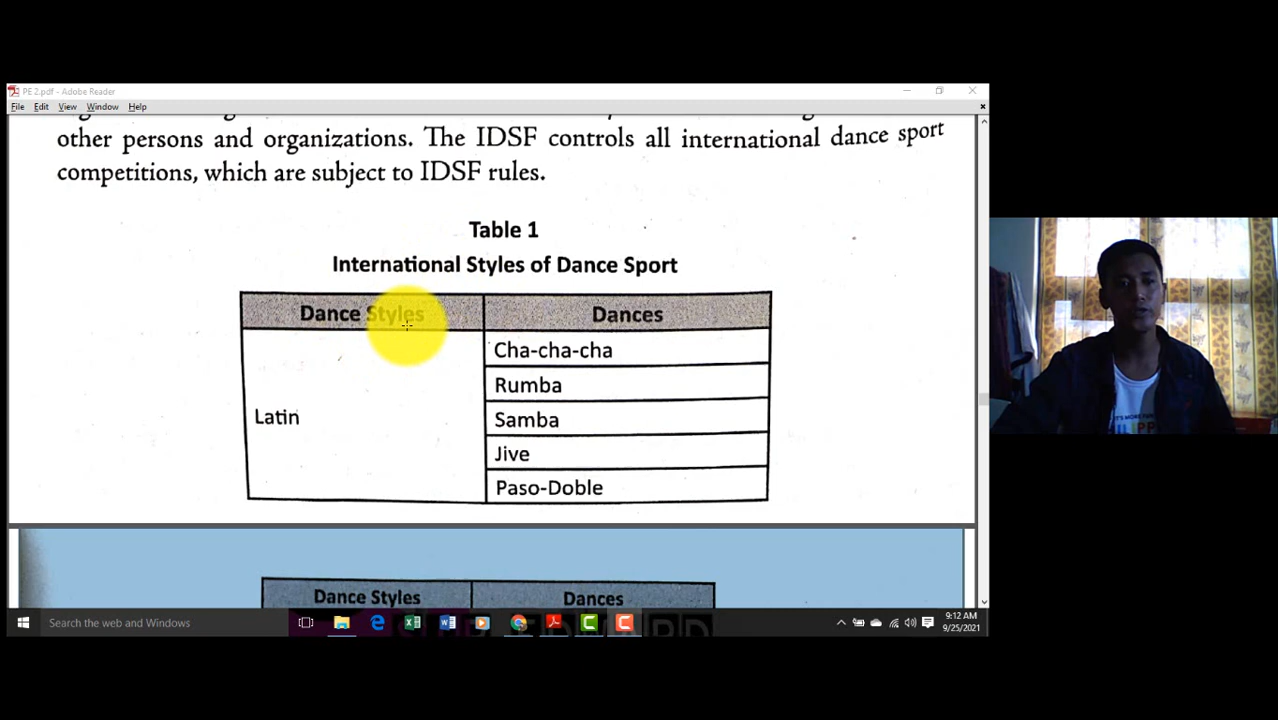 PE 2.pdf - Adobe Reader
File Edit View Window Help
other persons and organizations. The IDSF controls all international dance sport
competitions, which are subject to IDSF rules.
Table 1
International Styles of Dance Sport
Dance Styles Dances
Cha-cha-cha
Rumba
Latin Samba
Jive
Paso-Doble
Dance Styles Dances
Search the web and Windows
9:12 AM
9/25/2021